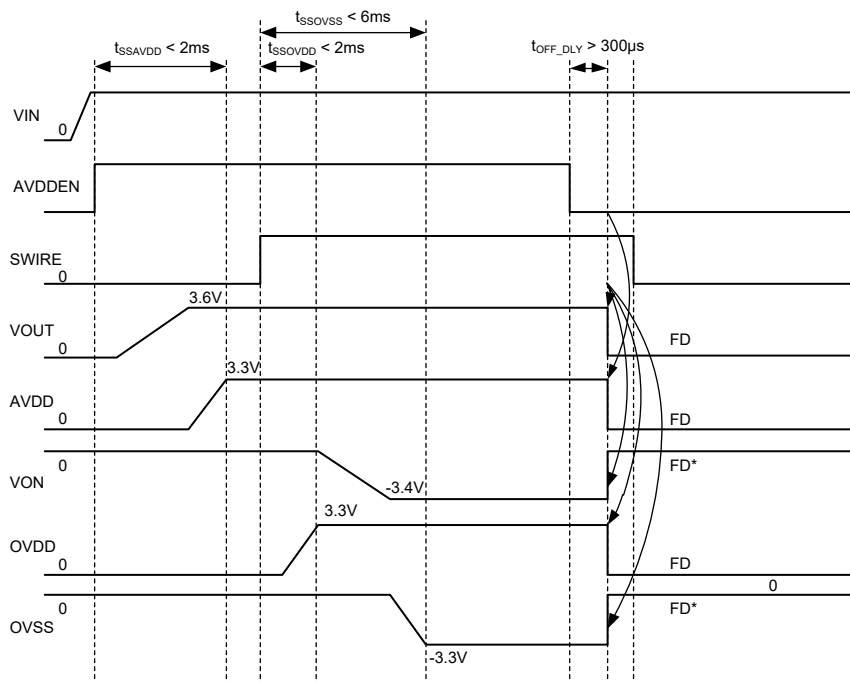 tSSOVSS < 6ms
tSSAVDD < 2ms
tSSOVDD < 2ms
tOFF_DLY > 300µs
VIN
0
AVDDEN
SWIRE
0
3.6V
VOUT
0
FD
3.3V
AVDD
0
FD
0
VON
-3.4V
FD*
3.3V
OVDD
0
FD
0
0
OVSS
FD*
-3.3V